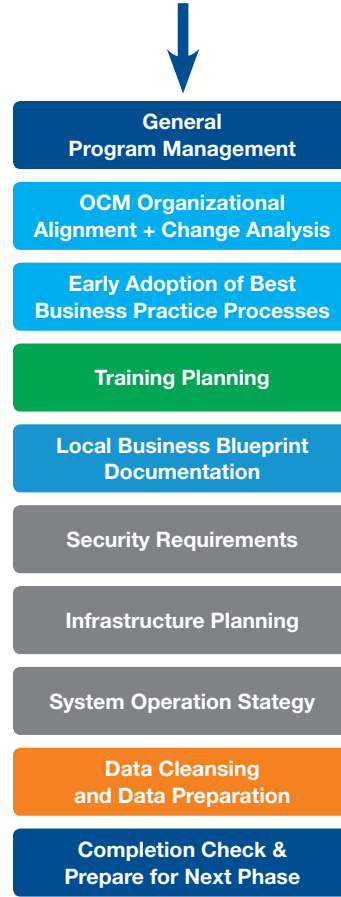 General
Program Management
OCM Organizational
Alignment + Change Analysis
Early Adoption of Best
Business Practice Processes
Training Planning
Local Business Blueprint
Documentation
Security Requirements
Infrastructure Planning
System Operation Stategy
Data Cleansing
and Data Preparation
Completion Check &
Prepare for Next Phase